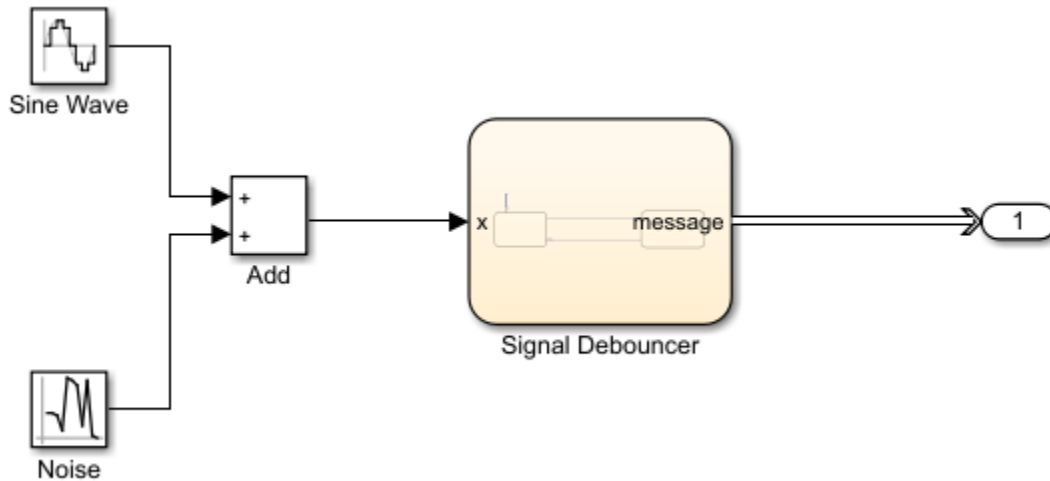 Sine Wave
+
+
Add
x
message
Signal Debouncer
1
Noise